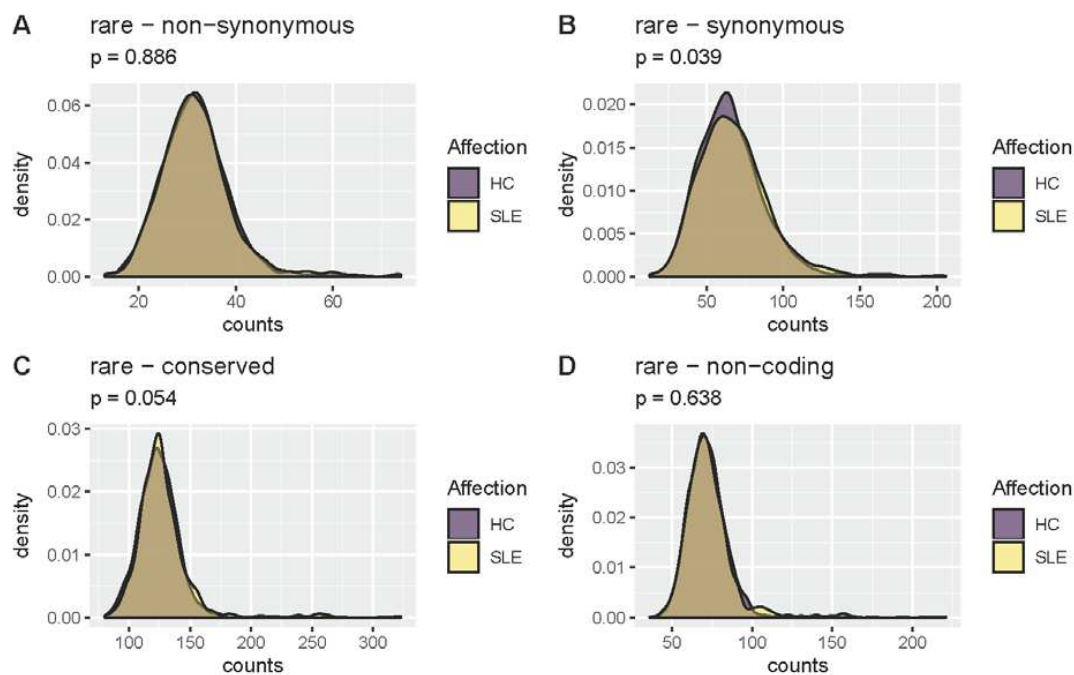 A rare – non-synonymous
p = 0.886
0.06
0.04
0.02
0.00
density
20 40 60
counts
Affection
HC
SLE
B rare – synonymous
p = 0.039
0.020
0.015
0.010
0.005
0.000
density
50 100 150 200
counts
Affection
HC
SLE
C rare – conserved
p = 0.054
0.03
0.02
0.01
0.00
density
100 150 200 250 300
counts
Affection
HC
SLE
D rare – non-coding
p = 0.638
0.03
0.02
0.01
0.00
density
50 100 150 200
counts
Affection
HC
SLE